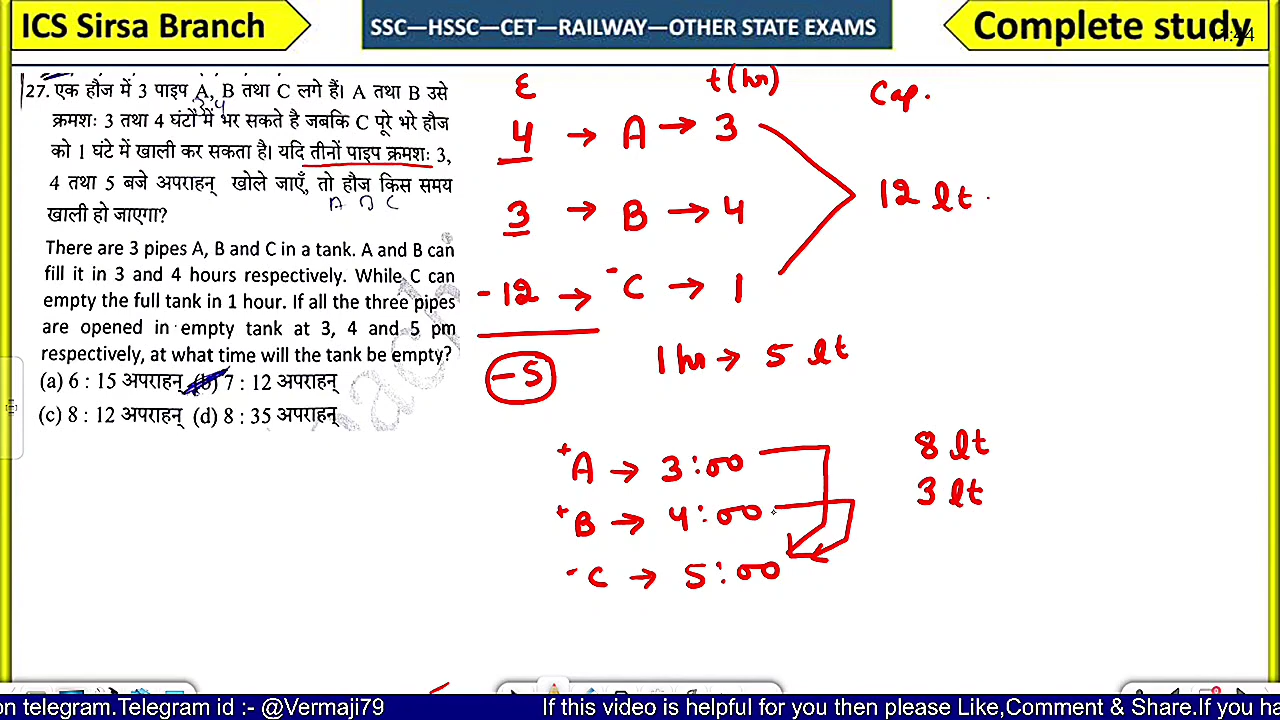 ICS Sirsa Branch
SSC—HSSC—CET—RAILWAY—OTHER STATE EXAMS
Complete study
27. एक हौज में 3 पाइप A, B तथा C लगे हैं। A तथा B उसे
क्रमशः 3 तथा 4 घंटों में भर सकते है जबकि C पूरे भरे हौज
को 1 घंटे में खाली कर सकता है। यदि तीनों पाइप क्रमशः 3,
4 तथा 5 बजे अपराहन् खोले जाएँ, तो हौज किस समय
A B C
खाली हो जाएगा?
There are 3 pipes A, B and C in a tank. A and B can
fill it in 3 and 4 hours respectively. While C can
empty the full tank in 1 hour. If all the three pipes
are opened in empty tank at 3, 4 and 5 pm
respectively, at what time will the tank be empty?
(a) 6 : 15 अपराहन् (b) 7 : 12 अपराहन्
(c) 8 : 12 अपराहन् (d) 8 : 35 अपराहन्
E t(hr) Cap.
4 → A → 3
12 lt.
3 → B → 4
-12 → -C → 1
-5 1 hr → 5 lt
+A → 3:00 8 lt
+B → 4:00 3 lt
-C → 5:00
on telegram.Telegram id :- @Vermaji79
If this video is helpful for you then please Like,Comment & Share.If you ha